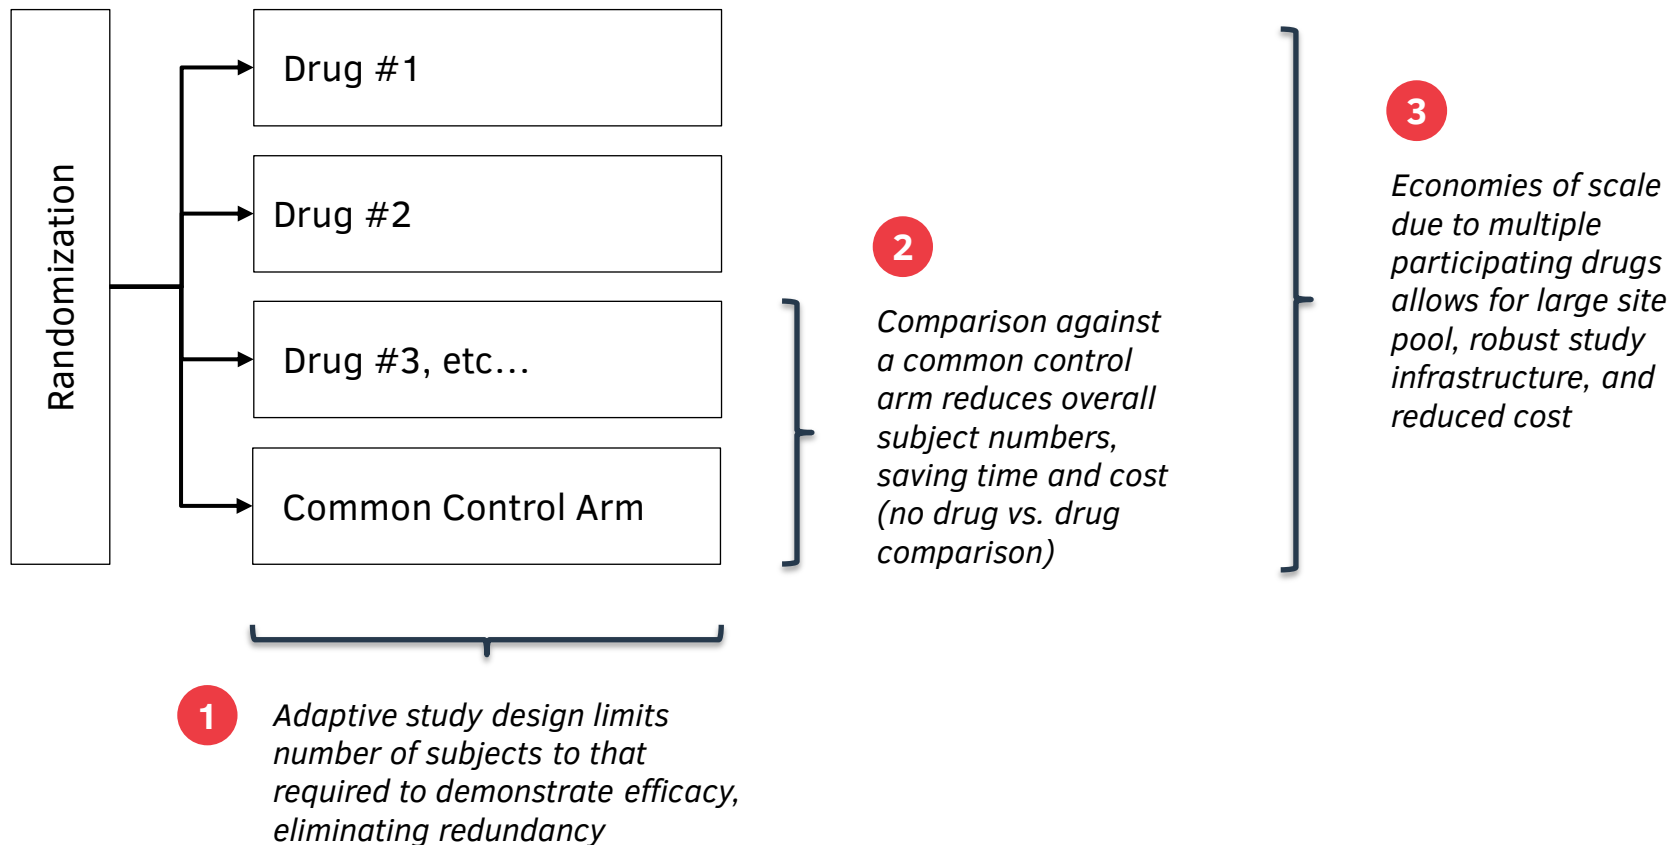 Randomization
Drug #1
Drug #2
Drug #3, etc…
Common Control Arm
1
Adaptive study design limits
number of subjects to that
required to demonstrate efficacy,
eliminating redundancy
2
Comparison against
a common control
arm reduces overall
subject numbers,
saving time and cost
(no drug vs. drug
comparison)
3
Economies of scale
due to multiple
participating drugs
allows for large site
pool, robust study
infrastructure, and
reduced cost